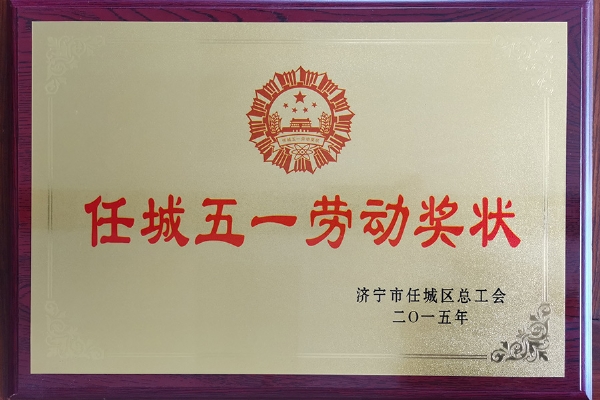 任城五一劳动奖状
济宁市任城区总工会
二〇一五年